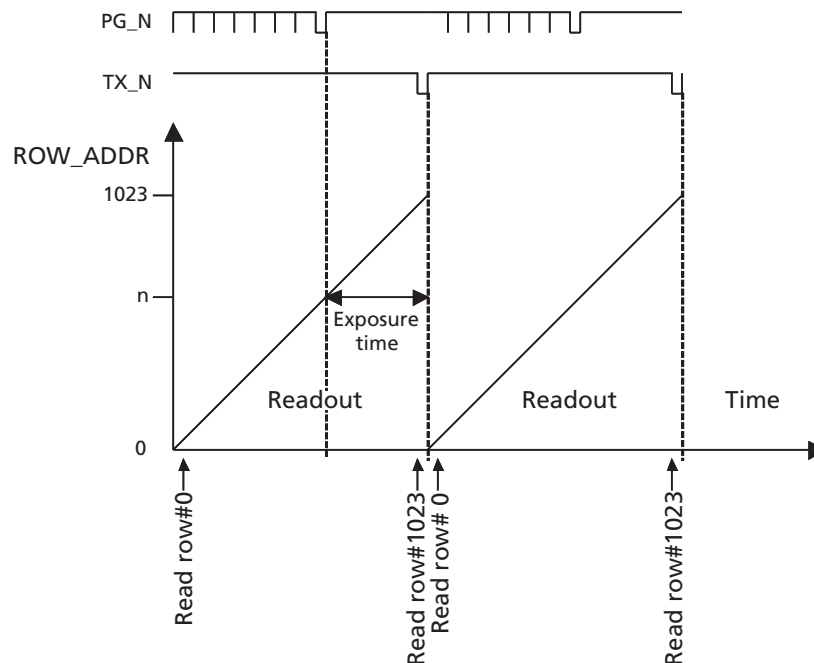 PG_N
TX_N
ROW_ADDR
1023
n
Exposure
time
Readout
Readout
Time
0
Read row#0
Read row#1023
Read row# 0
Read row#1023